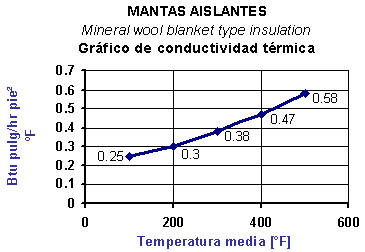 MANTAS AISLANTES
Mineral wool blanket type insulation
Gráfico de conductividad térmica
Btu pulg/hr pie²
°F
0.7
0.6
0.5
0.4
0.3
0.2
0.1
0
0.25
0.3
0.38
0.47
0.58
0
200
400
600
Temperatura media [°F]